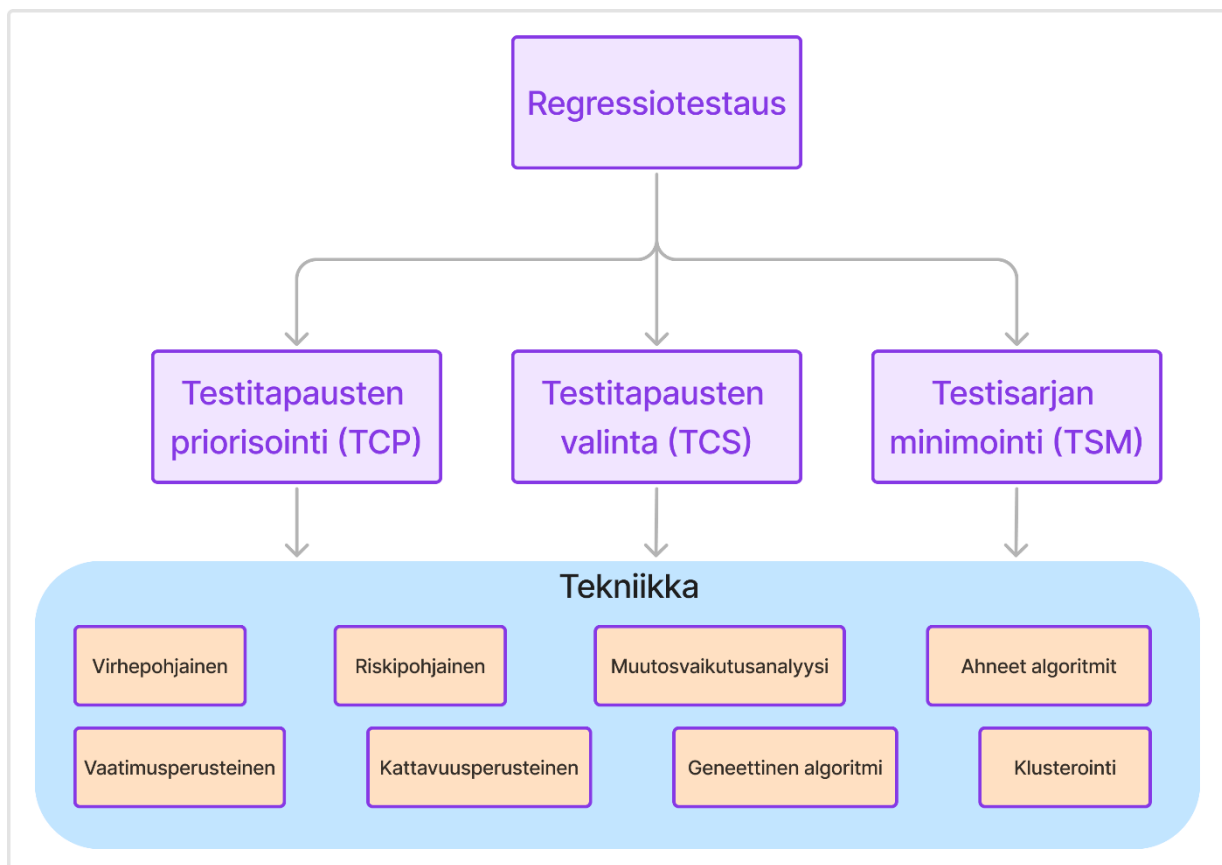 Regressiotestaus
Testitapausten
priorisointi (TCP)
Testitapausten
valinta (TCS)
Testisarjan
minimointi (TSM)
Tekniikka
Virhepohjainen
Riskipohjainen
Muutosvaikutusanalyysi
Ahneet algoritmit
Vaatimusperusteinen
Kattavuusperusteinen
Geneettinen algoritmi
Klusterointi